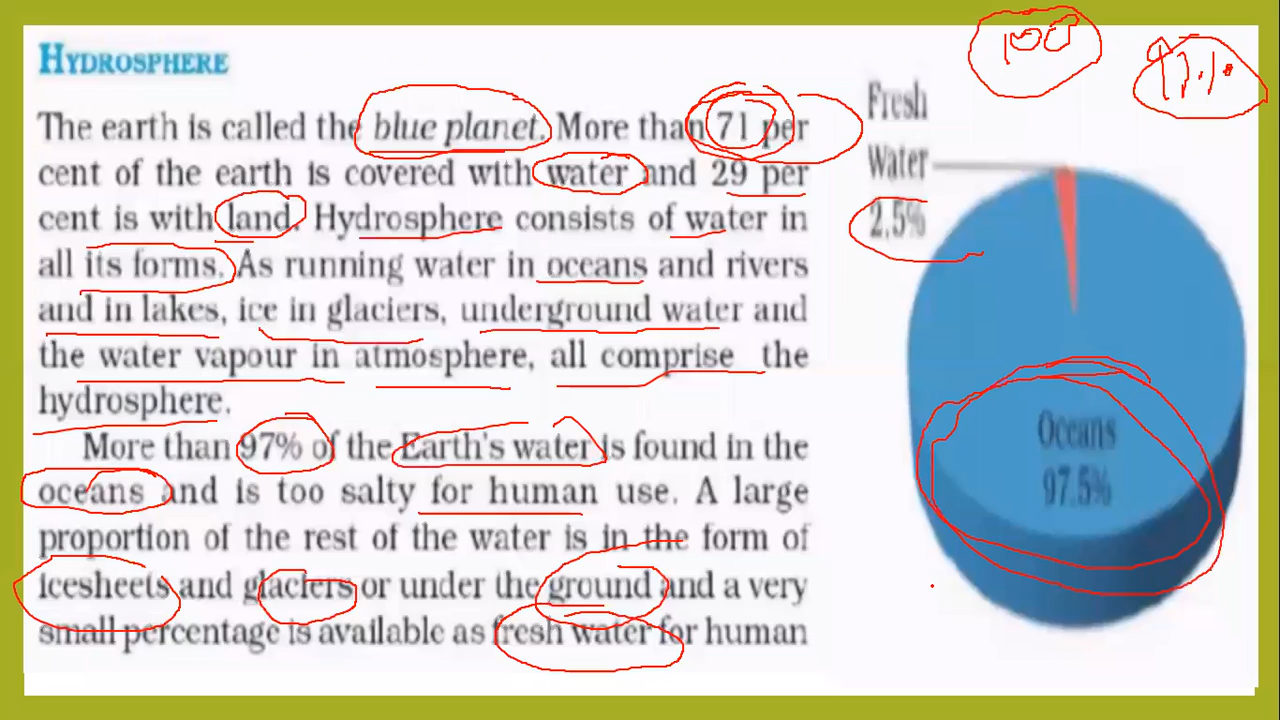 HYDROSPHERE
The earth is called the blue planet. More than 71 per
cent of the earth is covered with water and 29 per
cent is with land. Hydrosphere consists of water in
all its forms. As running water in oceans and rivers
and in lakes, ice in glaciers, underground water and
the water vapour in atmosphere, all comprise the
hydrosphere.
More than 97% of the Earth's water is found in the
oceans and is too salty for human use. A large
proportion of the rest of the water is in the form of
icesheets and glaciers or under the ground and a very
small percentage is available as fresh water for human
100
Fresh
Water
2.5%
Oceans
97.5%